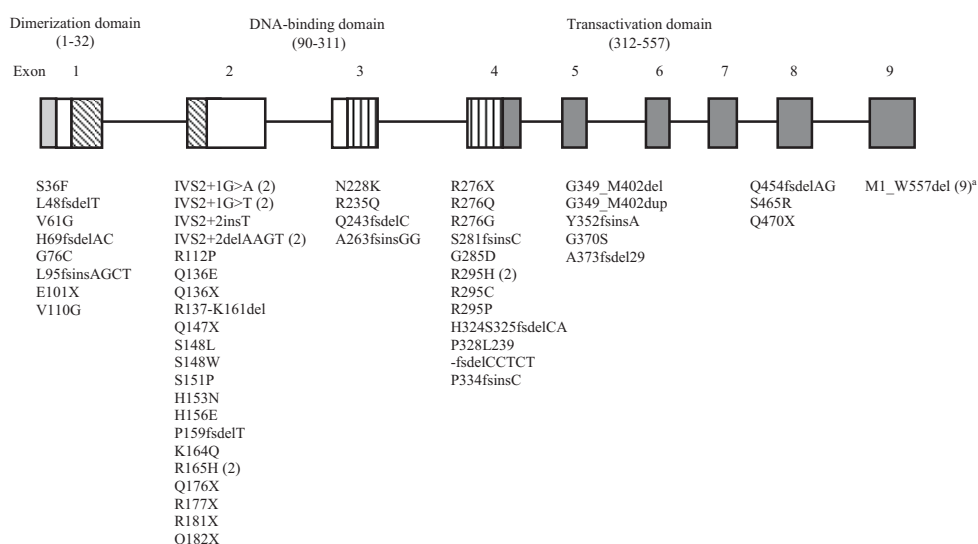 Dimerization domain
(1-32)
DNA-binding domain
(90-311)
Transactivation domain
(312-557)
Exon 1 2 3 4 5 6 7 8 9
S36F
L48fsdelT
V61G
H69fsdelAC
G76C
L95fsinsAGCT
E101X
V110G
IVS2+1G>A (2)
IVS2+1G>T (2)
IVS2+2insT
IVS2+2delAAGT (2)
R112P
Q136E
Q136X
R137-K161del
Q147X
S148L
S148W
S151P
H153N
H156E
P159fsdelT
K164Q
R165H (2)
Q176X
R177X
R181X
Q182X
N228K
R235Q
Q243fsdelC
A263fsinsGG
R276X
R276Q
R276G
S281fsinsC
G285D
R295H (2)
R295C
R295P
H324S325fsdelCA
P328L239
-fsdelCCTCT
P334fsinsC
G349_M402del
G349_M402dup
Y352fsinsA
G370S
A373fsdel29
Q454fsdelAG
S465R
Q470X
M1_W557del (9)ᵃ